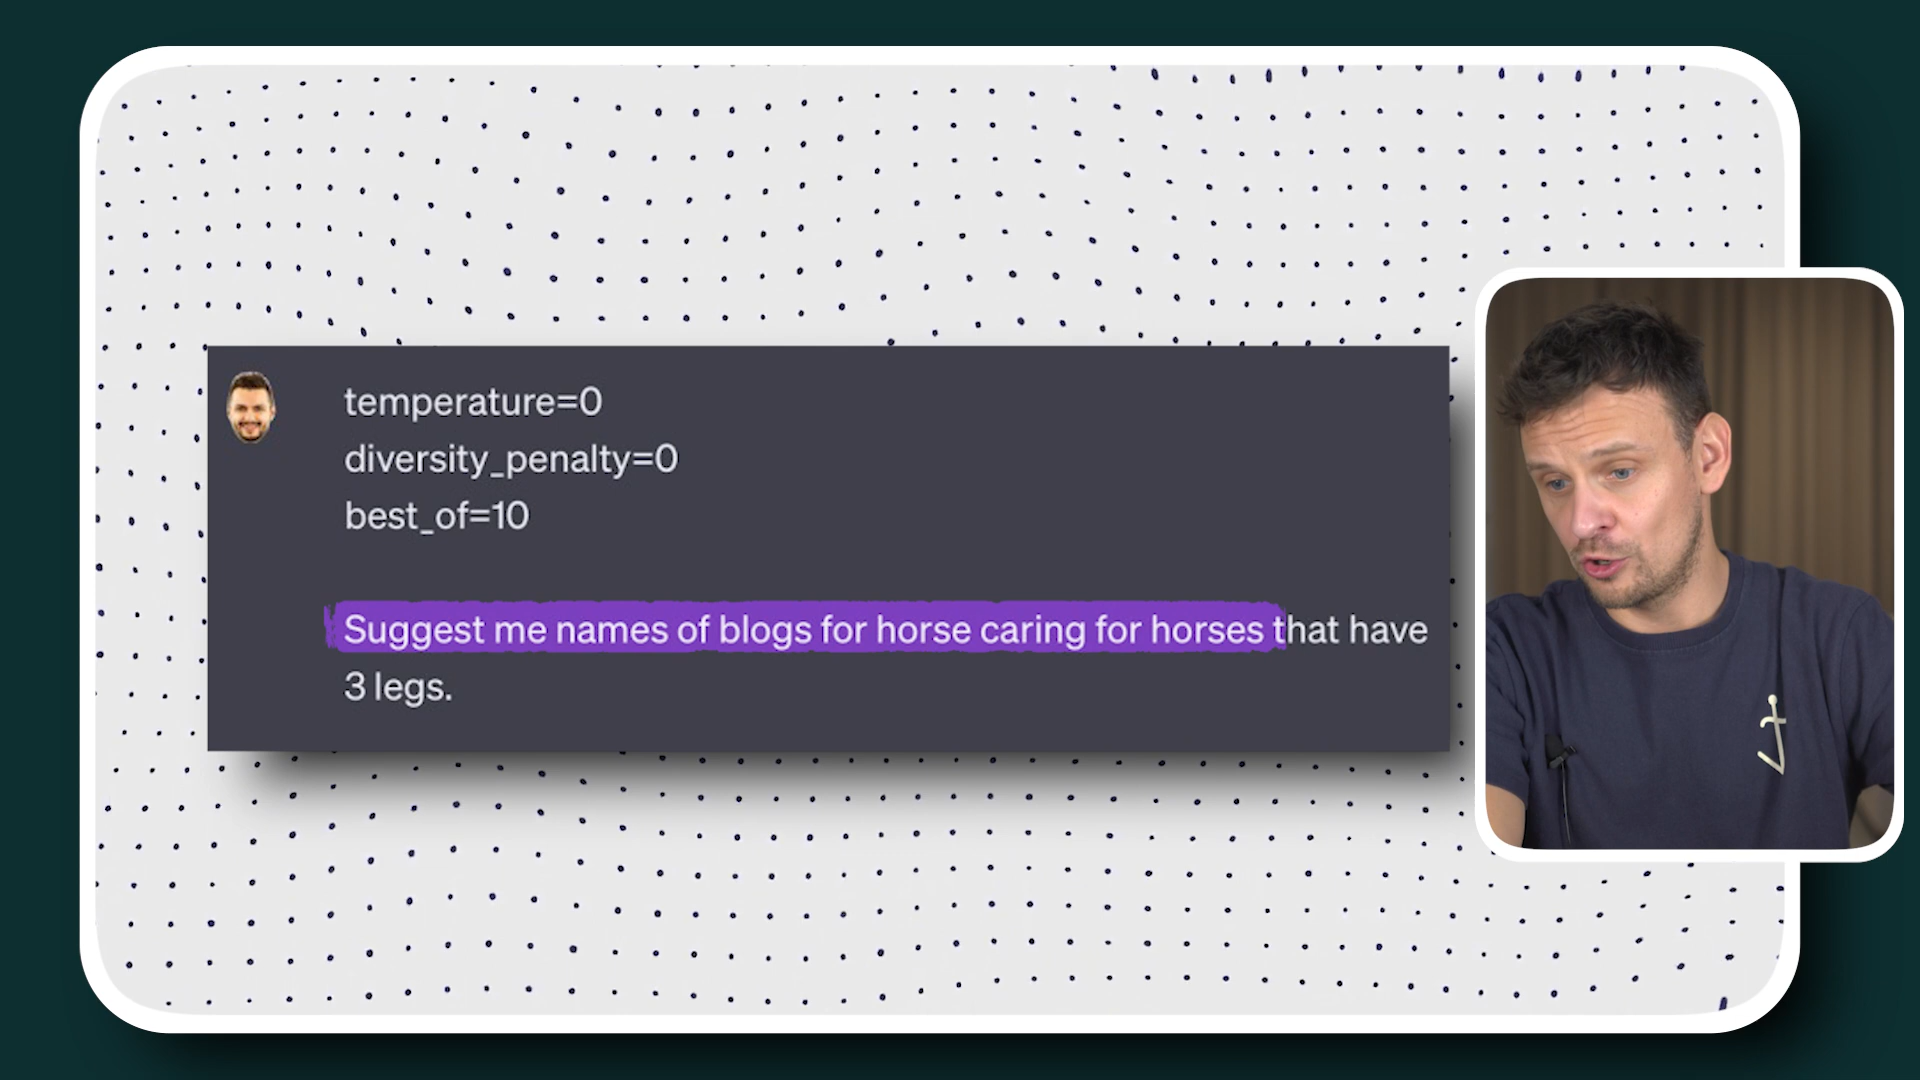 temperature=0
diversity_penalty=0
best_of=10
Suggest me names of blogs for horse caring for horses that have
3 legs.